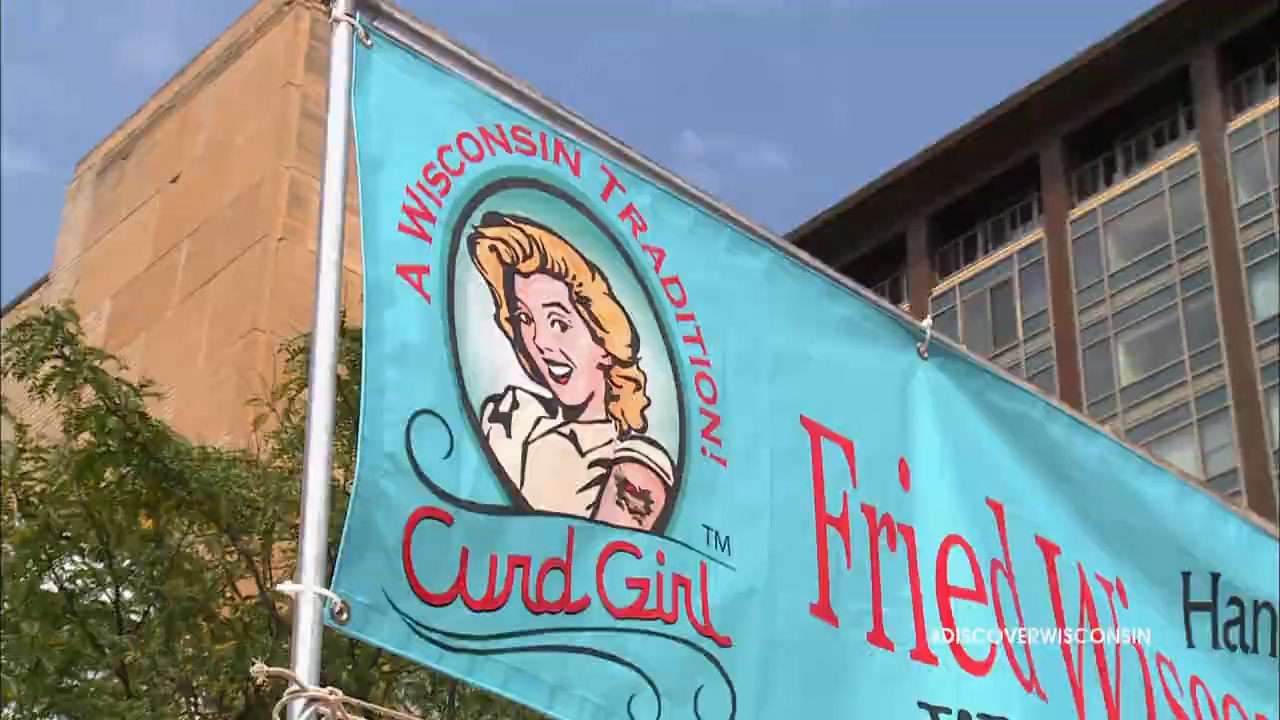 A WISCONSIN TRADITION!
Curd Girl
TM
Fried
Han
#DISCOVERWISCONSIN